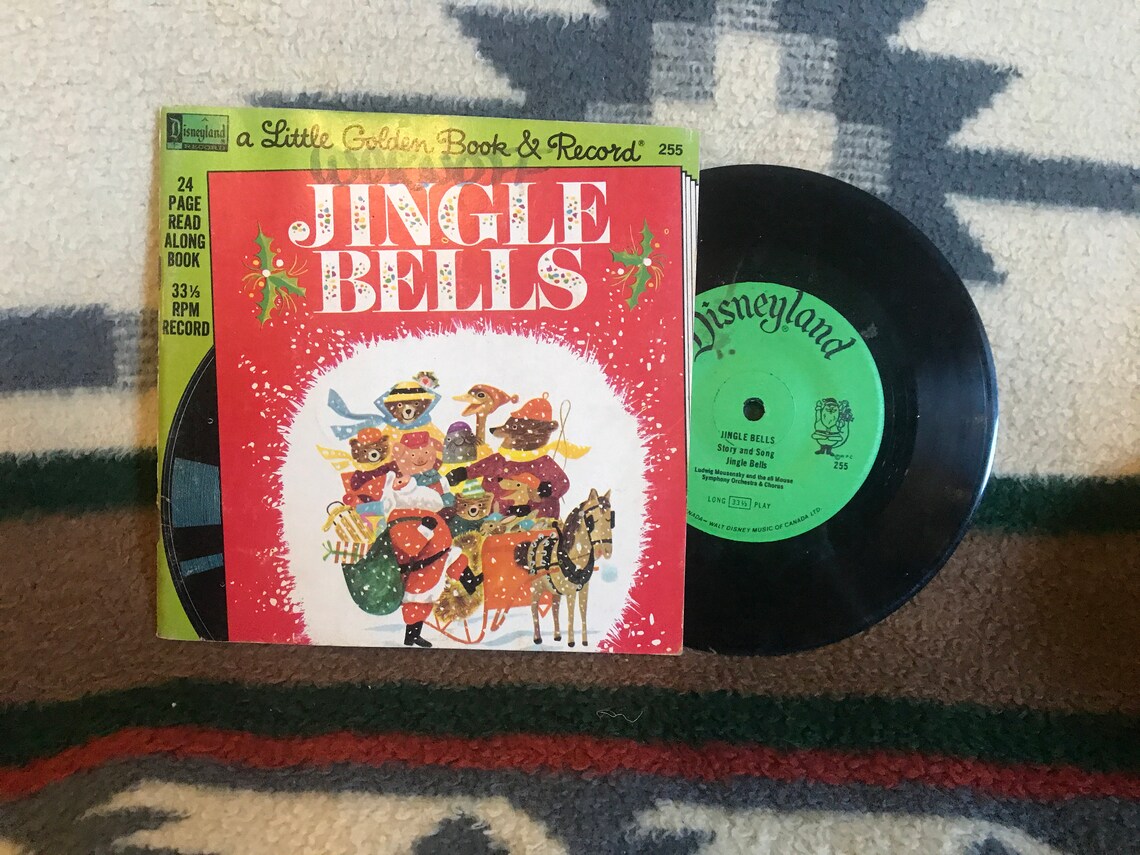 Disneyland
RECORD
a Little Golden Book & Record®
255
24
PAGE
READ
ALONG
BOOK
33⅓
RPM
RECORD
JINGLE
BELLS
Disneyland
JINGLE BELLS
Story and Song
Jingle Bells
Ludwig Mousensky and the all Mouse
Symphony Orchestra & Chorus
255
LONG 33⅓ PLAY
WALT DISNEY MUSIC OF CANADA LTD.